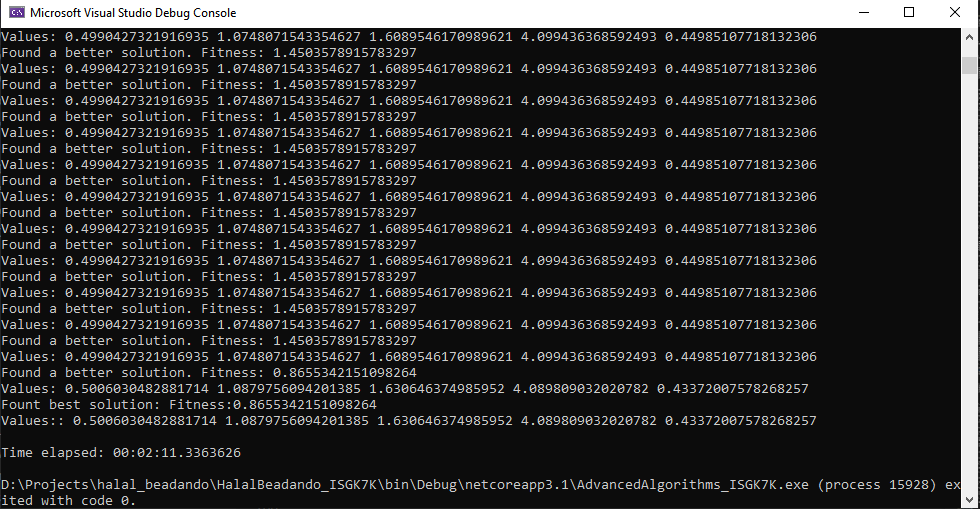 Microsoft Visual Studio Debug Console
Values: 0.4990427321916935 1.0748071543354627 1.6089546170989621 4.099436368592493 0.44985107718132306
Found a better solution. Fitness: 1.4503578915783297
Values: 0.4990427321916935 1.0748071543354627 1.6089546170989621 4.099436368592493 0.44985107718132306
Found a better solution. Fitness: 1.4503578915783297
Values: 0.4990427321916935 1.0748071543354627 1.6089546170989621 4.099436368592493 0.44985107718132306
Found a better solution. Fitness: 1.4503578915783297
Values: 0.4990427321916935 1.0748071543354627 1.6089546170989621 4.099436368592493 0.44985107718132306
Found a better solution. Fitness: 1.4503578915783297
Values: 0.4990427321916935 1.0748071543354627 1.6089546170989621 4.099436368592493 0.44985107718132306
Found a better solution. Fitness: 1.4503578915783297
Values: 0.4990427321916935 1.0748071543354627 1.6089546170989621 4.099436368592493 0.44985107718132306
Found a better solution. Fitness: 1.4503578915783297
Values: 0.4990427321916935 1.0748071543354627 1.6089546170989621 4.099436368592493 0.44985107718132306
Found a better solution. Fitness: 1.4503578915783297
Values: 0.4990427321916935 1.0748071543354627 1.6089546170989621 4.099436368592493 0.44985107718132306
Found a better solution. Fitness: 1.4503578915783297
Values: 0.4990427321916935 1.0748071543354627 1.6089546170989621 4.099436368592493 0.44985107718132306
Found a better solution. Fitness: 1.4503578915783297
Values: 0.4990427321916935 1.0748071543354627 1.6089546170989621 4.099436368592493 0.44985107718132306
Found a better solution. Fitness: 1.4503578915783297
Values: 0.4990427321916935 1.0748071543354627 1.6089546170989621 4.099436368592493 0.44985107718132306
Found a better solution. Fitness: 0.8655342151098264
Values: 0.5006030482881714 1.0879756094201385 1.630646374985952 4.089809032020782 0.43372007578268257
Fount best solution: Fitness:0.8655342151098264
Values:: 0.5006030482881714 1.0879756094201385 1.630646374985952 4.089809032020782 0.43372007578268257
Time elapsed: 00:02:11.3363626
D:\Projects\halal_beadando\HalalBeadando_ISGK7K\bin\Debug\netcoreapp3.1\AdvancedAlgorithms_ISGK7K.exe (process 15928) ex
ited with code 0.